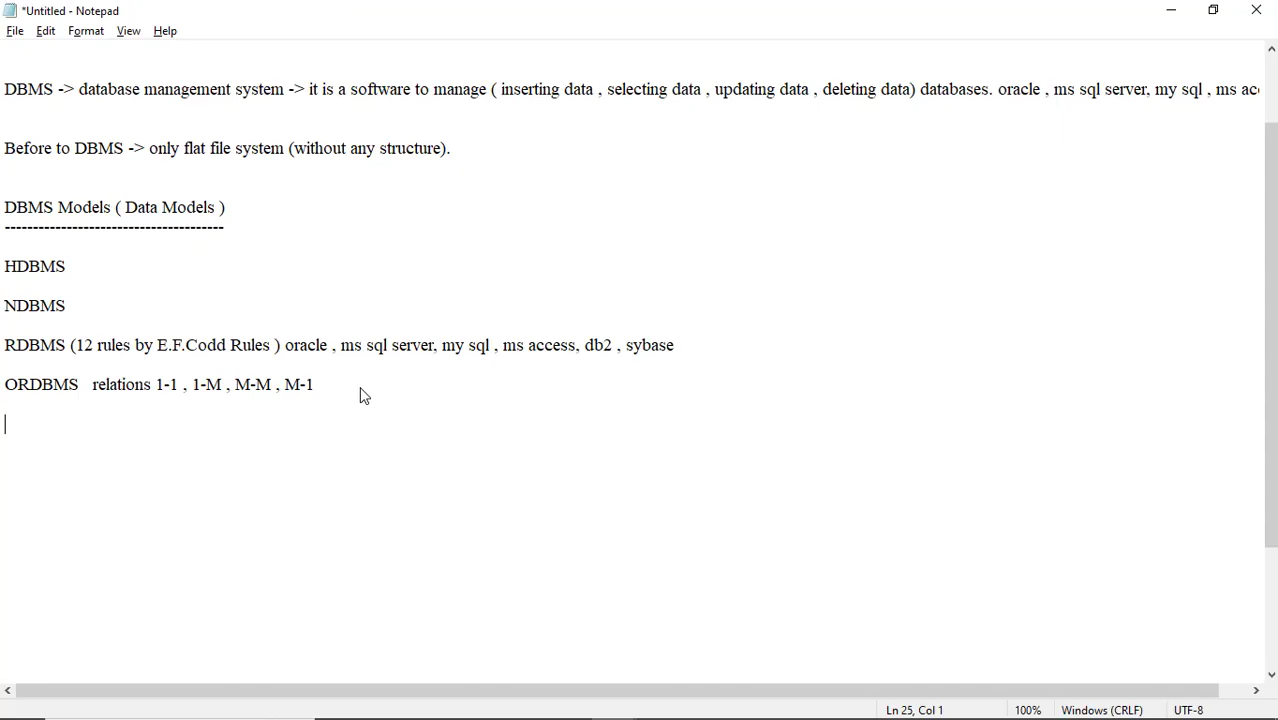 *Untitled - Notepad
File Edit Format View Help
DBMS -> database management system -> it is a software to manage ( inserting data , selecting data , updating data , deleting data) databases. oracle , ms sql server, my sql , ms acc
Before to DBMS -> only flat file system (without any structure).
DBMS Models ( Data Models )
---------------------------------------
HDBMS
NDBMS
RDBMS (12 rules by E.F.Codd Rules ) oracle , ms sql server, my sql , ms access, db2 , sybase
ORDBMS relations 1-1 , 1-M , M-M , M-1
Ln 25, Col 1 100% Windows (CRLF) UTF-8